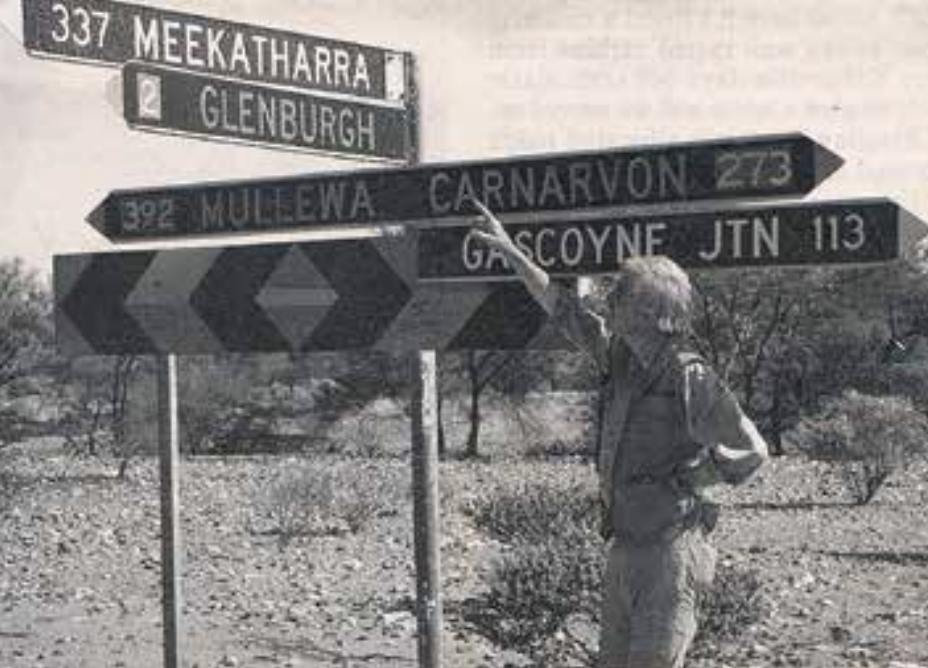 337 MEEKATHARRA
2 GLENBURGH
392 MULLEWA CARNARVON 273
GASCOYNE JTN 113